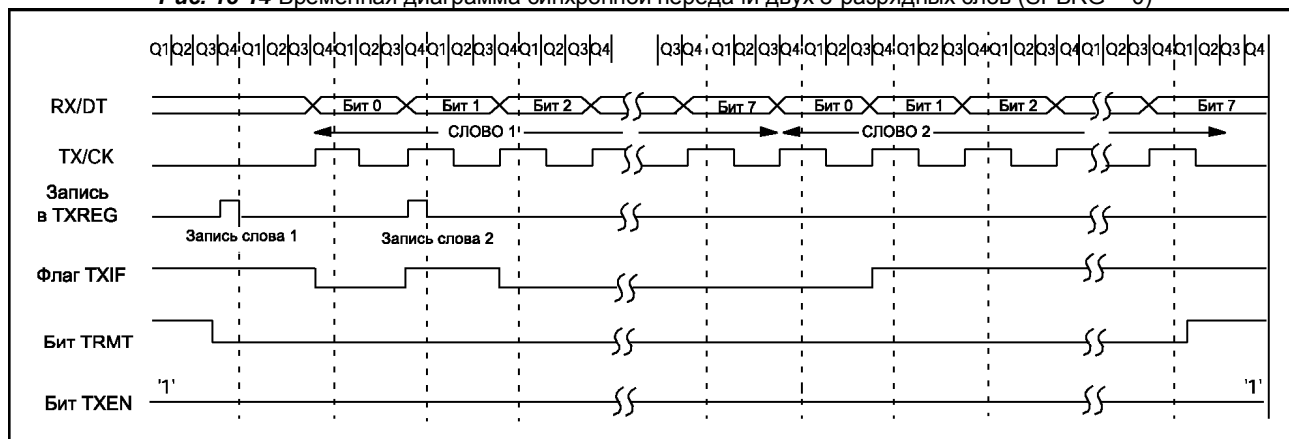 Рис. 16-14 Временная диаграмма синхронной передачи двух 8-разрядных слов (SPBRG = 0)
Q1 Q2 Q3 Q4 Q1 Q2 Q3 Q4 Q1 Q2 Q3 Q4 Q1 Q2 Q3 Q4 Q1 Q2 Q3 Q4 Q3 Q4 Q1 Q2 Q3 Q4 Q1 Q2 Q3 Q4 Q1 Q2 Q3 Q4 Q1 Q2 Q3 Q4 Q1 Q2 Q3 Q4 Q1 Q2 Q3 Q4
RX/DT Бит 0 Бит 1 Бит 2 Бит 7 Бит 0 Бит 1 Бит 2 Бит 7
СЛОВО 1 СЛОВО 2
TX/CK
Запись
в TXREG
Запись слова 1 Запись слова 2
Флаг TXIF
Бит TRMT
'1' '1'
Бит TXEN